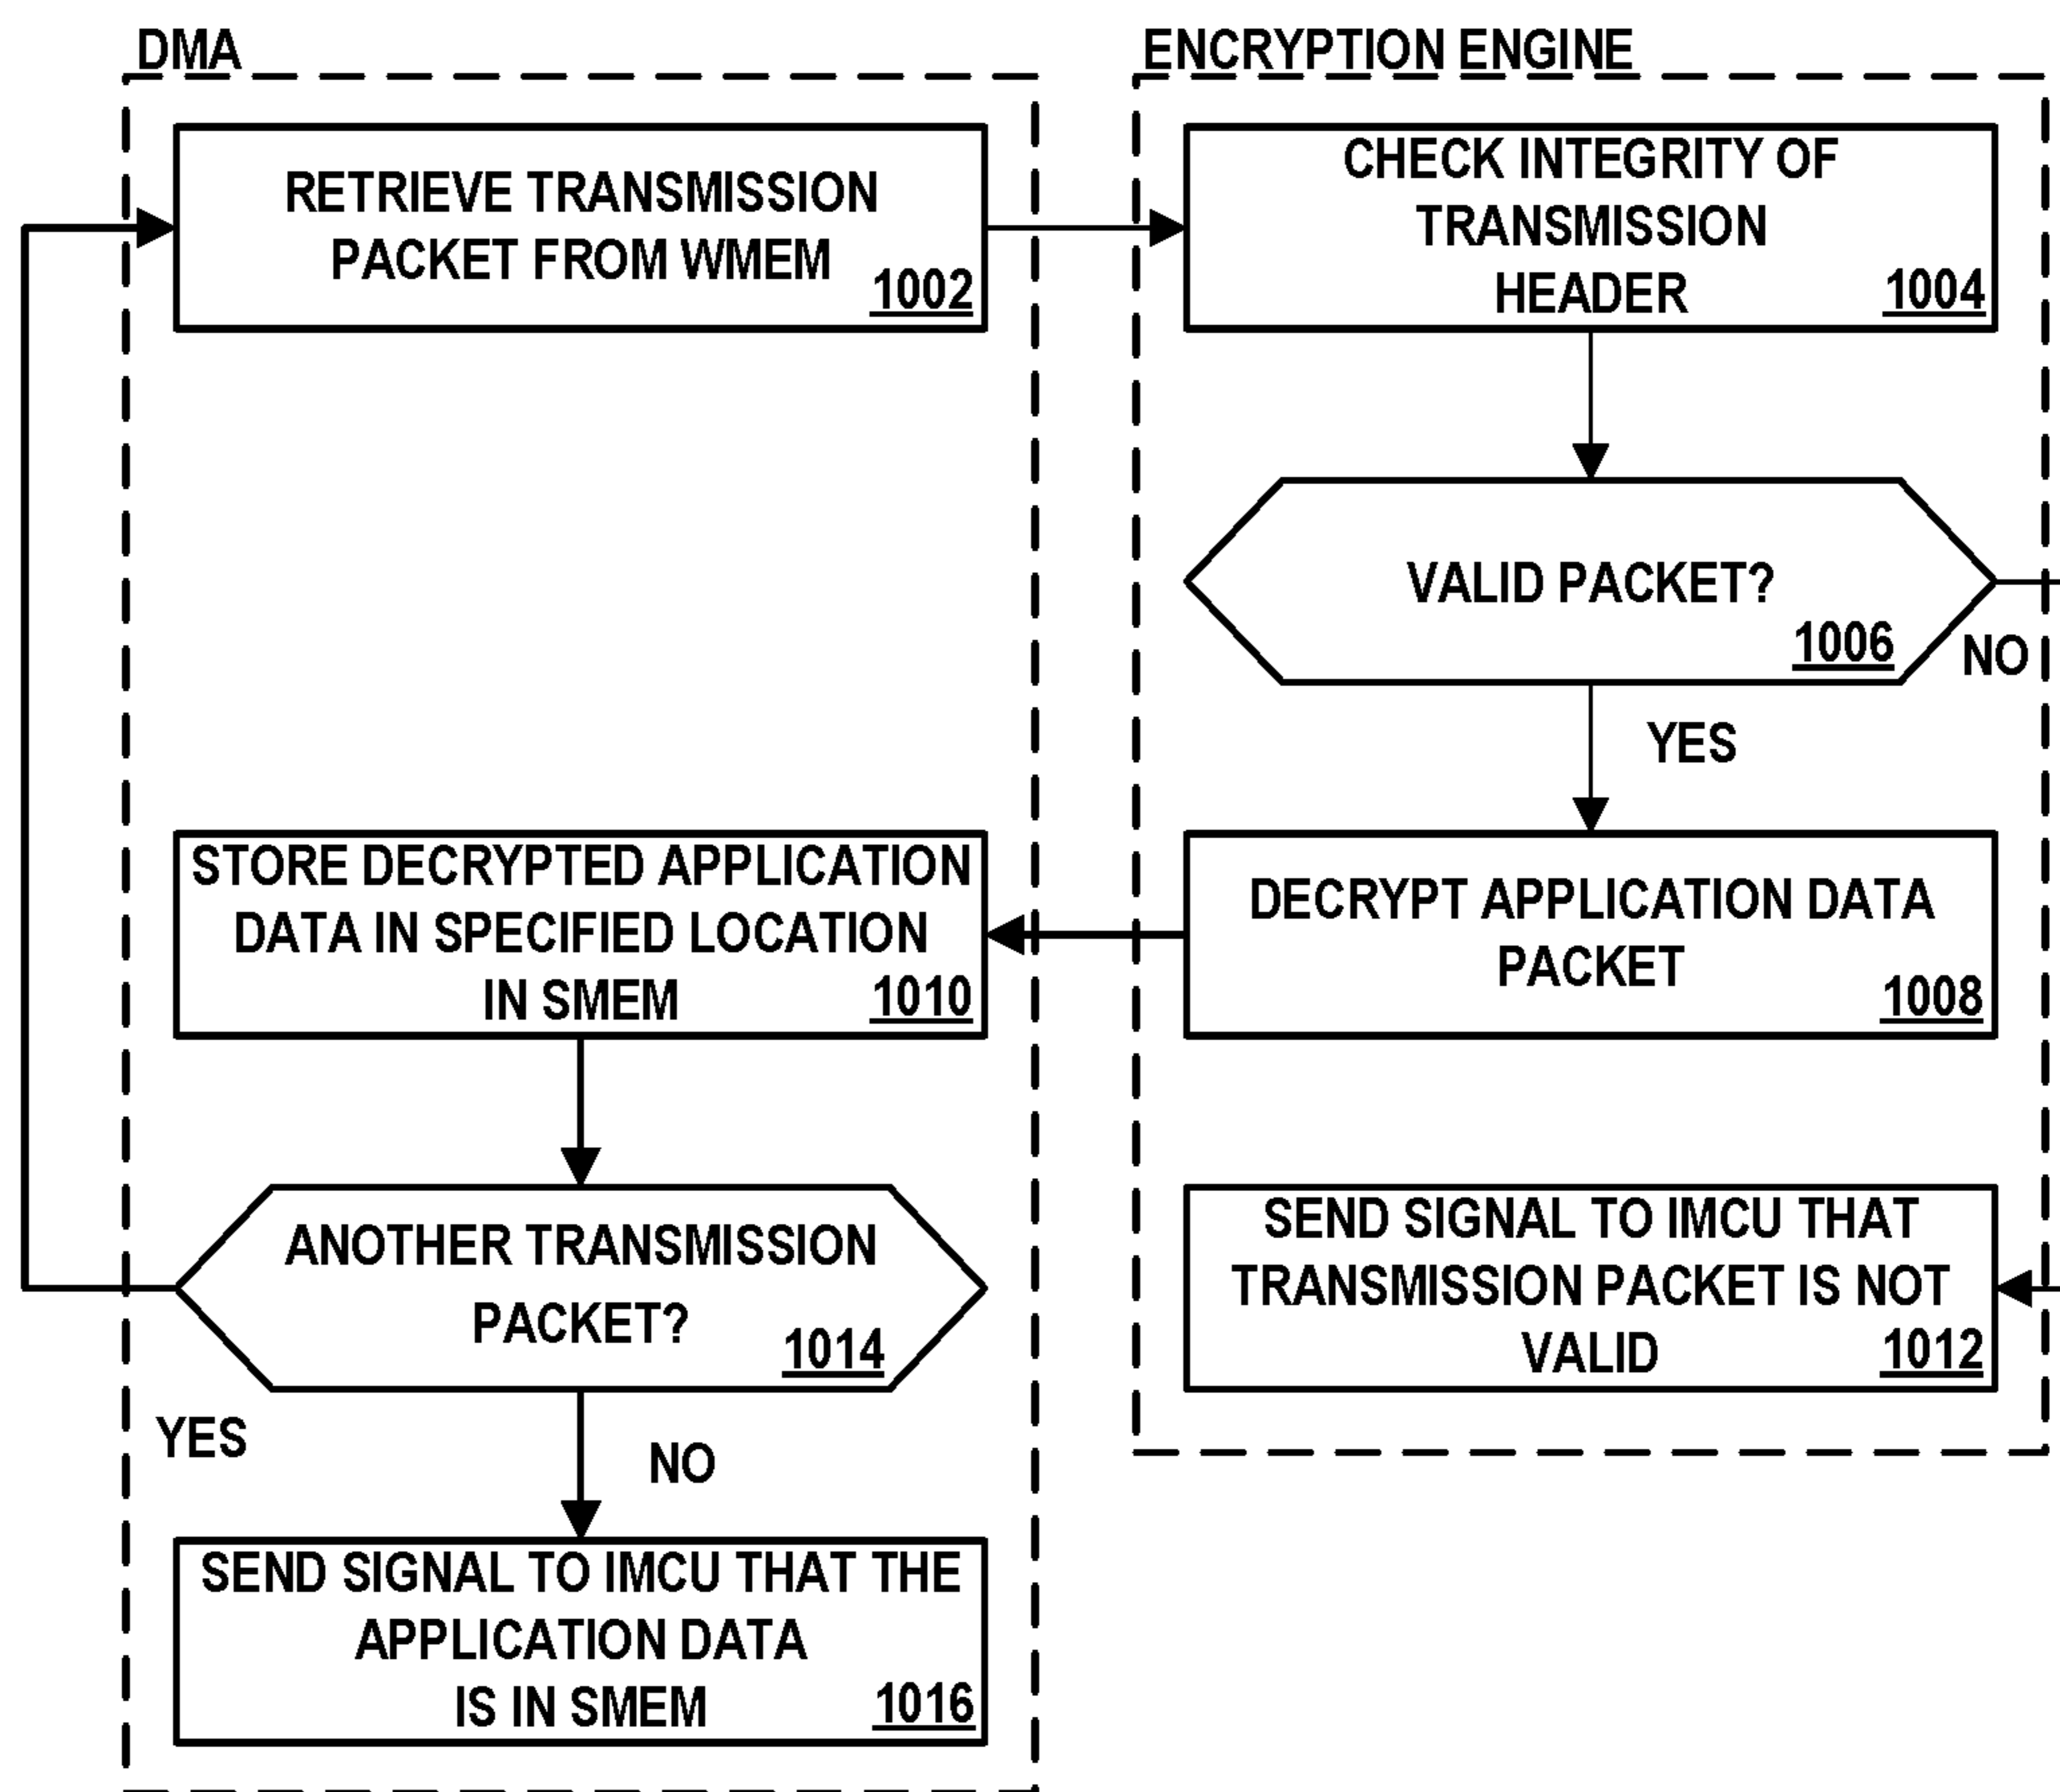 DMA
RETRIEVE TRANSMISSION
PACKET FROM WMEM
1002
ENCRYPTION ENGINE
CHECK INTEGRITY OF
TRANSMISSION
HEADER
1004
VALID PACKET?
1006
NO
YES
DECRYPT APPLICATION DATA
PACKET
1008
STORE DECRYPTED APPLICATION
DATA IN SPECIFIED LOCATION
IN SMEM
1010
SEND SIGNAL TO IMCU THAT
TRANSMISSION PACKET IS NOT
VALID
1012
ANOTHER TRANSMISSION
PACKET?
1014
YES
NO
SEND SIGNAL TO IMCU THAT THE
APPLICATION DATA
IS IN SMEM
1016